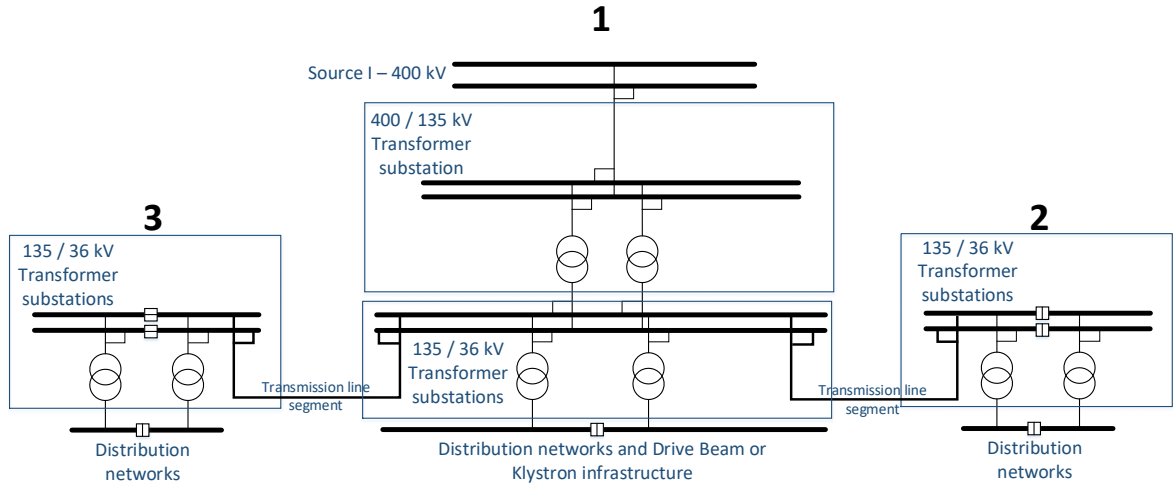 1
Source I – 400 kV
400 / 135 kV
Transformer
substation
3
135 / 36 kV
Transformer
substations
2
135 / 36 kV
Transformer
substations
135 / 36 kV
Transformer
substations
Transmission line
segment
Transmission line
segment
Distribution
networks
Distribution networks and Drive Beam or
Klystron infrastructure
Distribution
networks